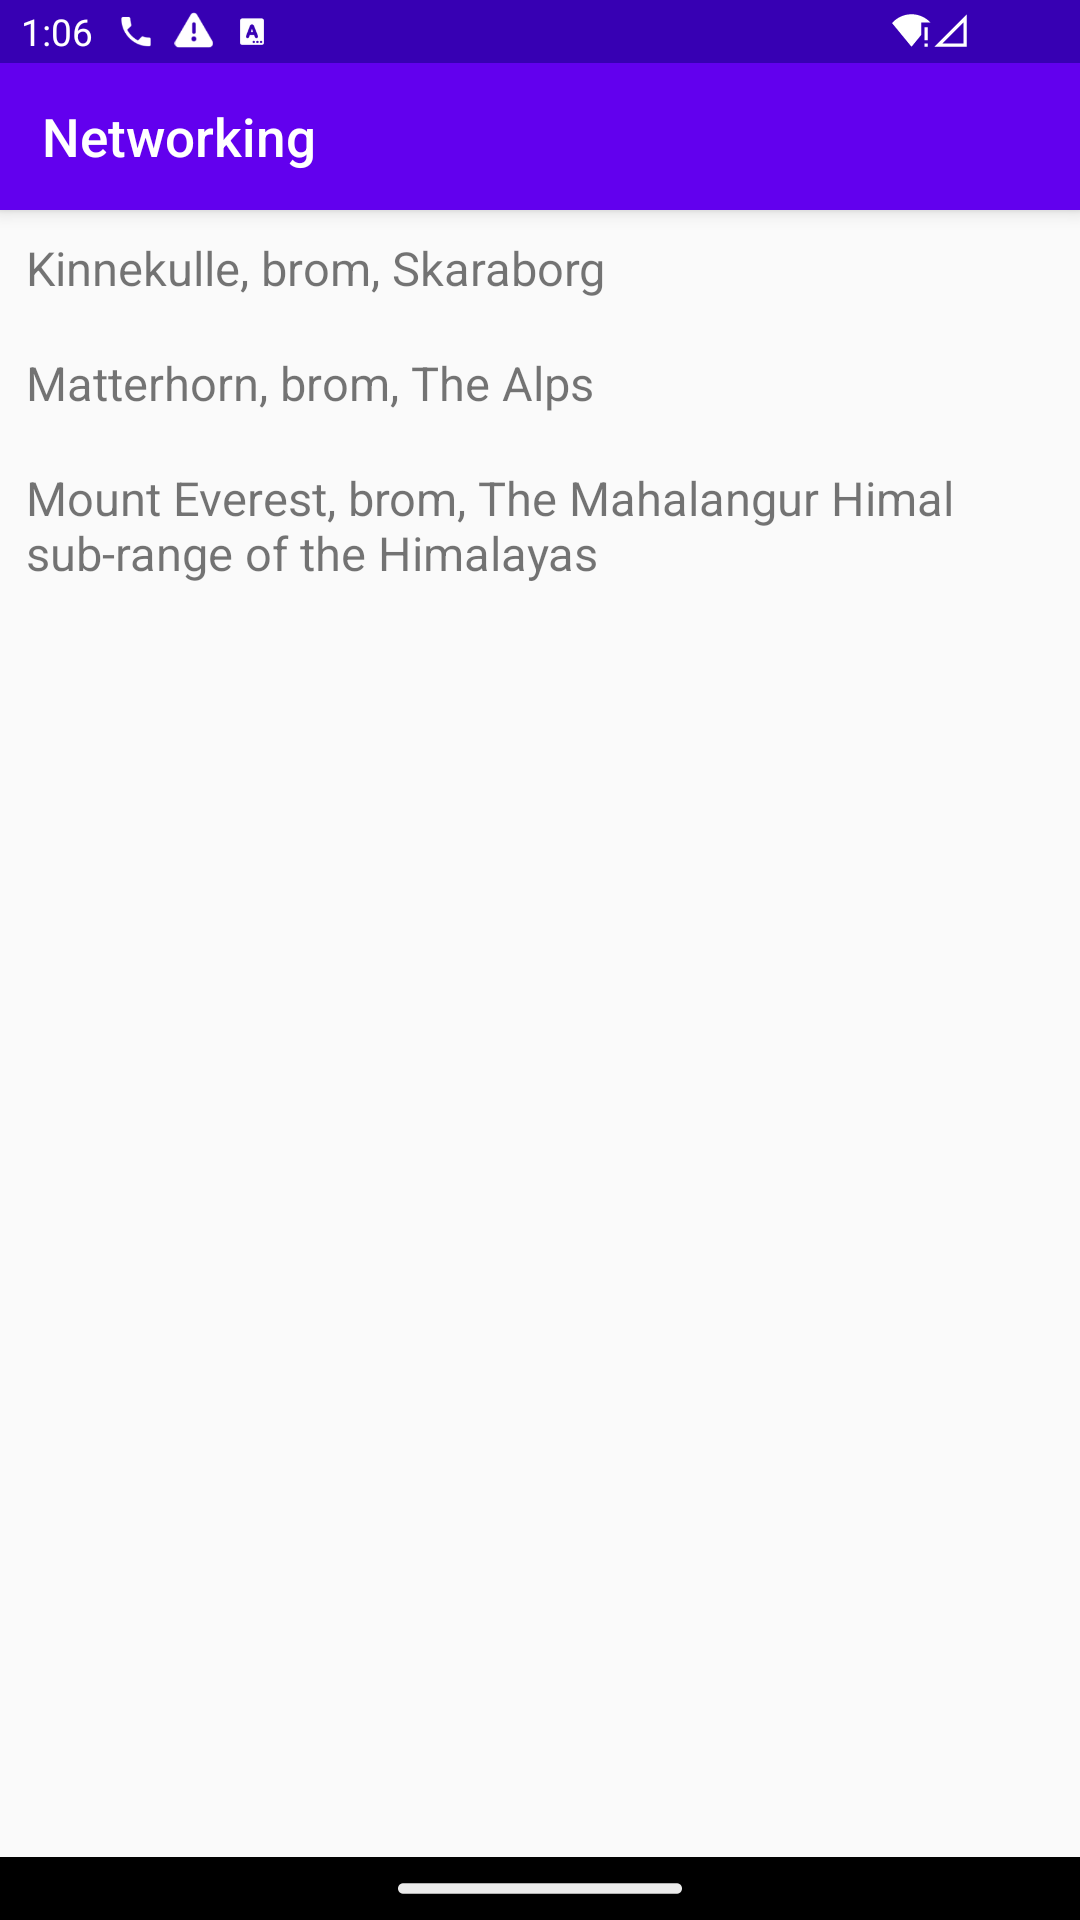 1:06
Networking
Kinnekulle, brom, Skaraborg
Matterhorn, brom, The Alps
Mount Everest, brom, The Mahalangur Himal
sub-range of the Himalayas